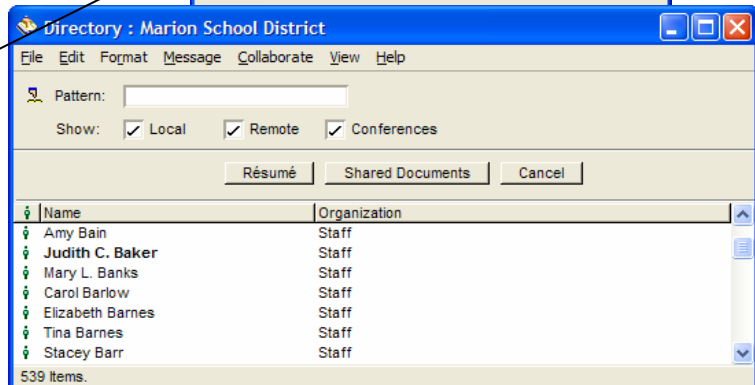 Directory : Marion School District
File Edit Format Message Collaborate View Help
Pattern:
Show: Local Remote Conferences
Résumé Shared Documents Cancel
Name Organization
Amy Bain Staff
Judith C. Baker Staff
Mary L. Banks Staff
Carol Barlow Staff
Elizabeth Barnes Staff
Tina Barnes Staff
Stacey Barr Staff
539 Items.